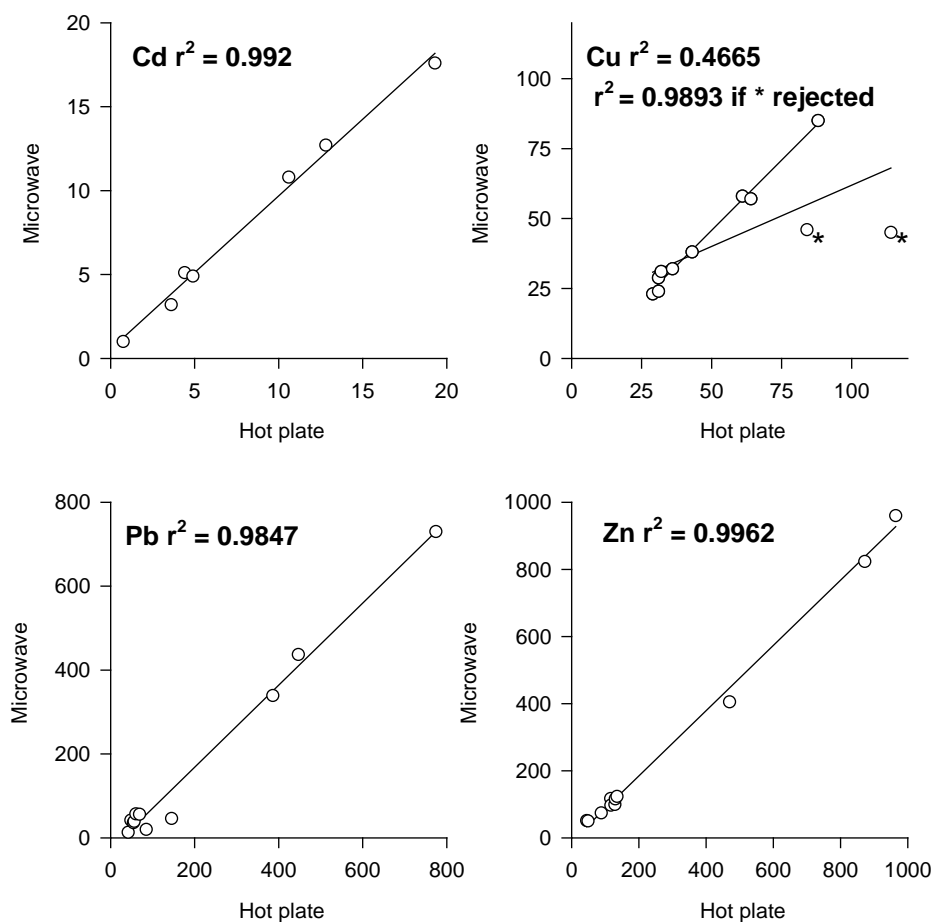 Cd r² = 0.992
20
15
10
5
0
Microwave
0 5 10 15 20
Hot plate
Cu r² = 0.4665
r² = 0.9893 if * rejected
100
75
50
25
0
Microwave
*
*
0 25 50 75 100
Hot plate
Pb r² = 0.9847
800
600
400
200
0
Microwave
0 200 400 600 800
Hot plate
Zn r² = 0.9962
1000
800
600
400
200
0
Microwave
0 200 400 600 800 1000
Hot plate